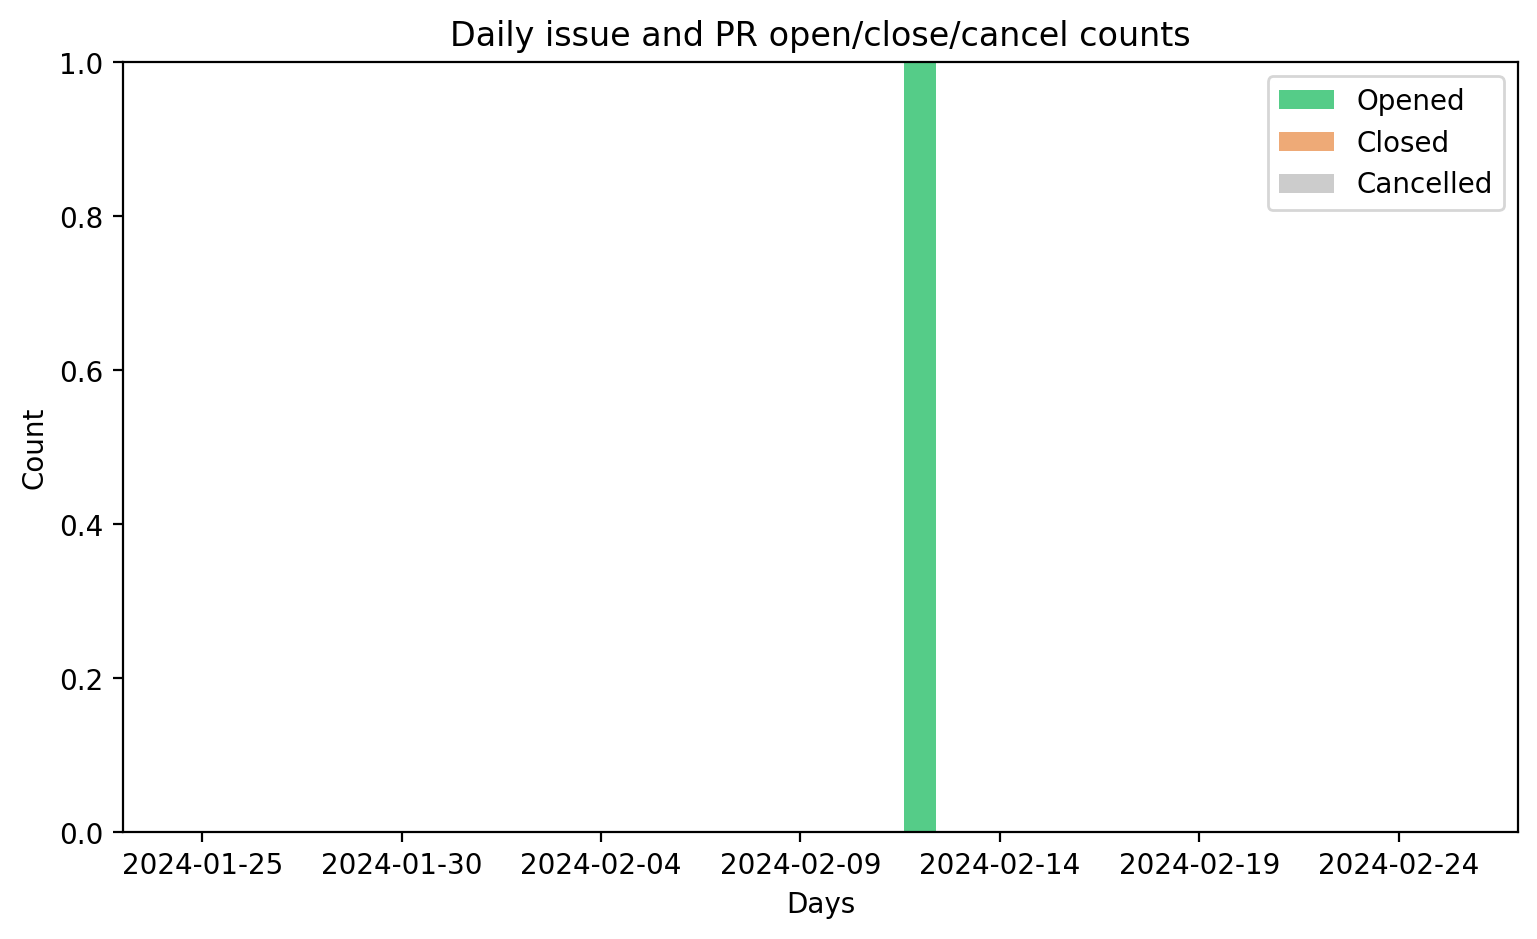 Daily issue and PR open/close/cancel counts
1.0
0.8
0.6
0.4
0.2
0.0
Count
Opened
Closed
Cancelled
2024-01-25 2024-01-30 2024-02-04 2024-02-09 2024-02-14 2024-02-19 2024-02-24
Days